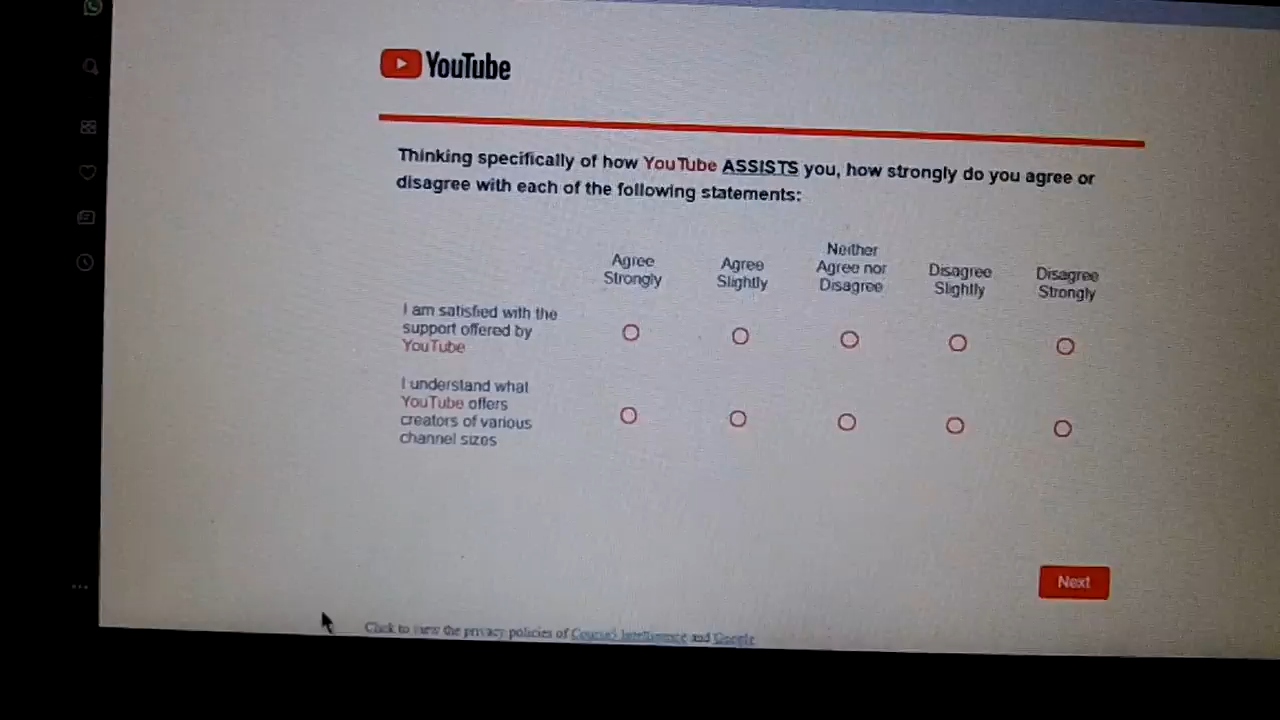 YouTube
Thinking specifically of how YouTube ASSISTS you, how strongly do you agree or
disagree with each of the following statements:
Agree
Strongly
Agree
Slightly
Neither
Agree nor
Disagree
Disagree
Slightly
Disagree
Strongly
I am satisfied with the
support offered by
YouTube
I understand what
YouTube offers
creators of various
channel sizes
Next
Click to view the privacy policies of and Google